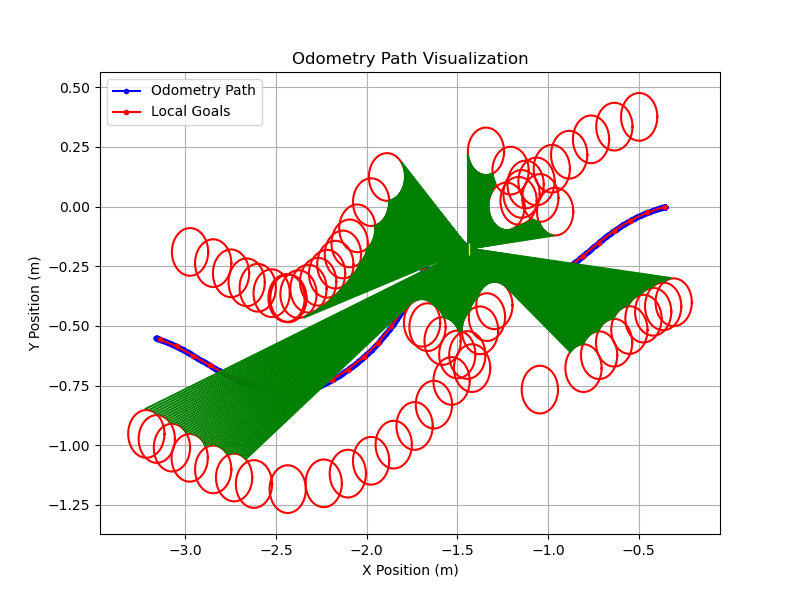 Odometry Path Visualization
Odometry Path
Local Goals
0.50
0.25
0.00
−0.25
−0.50
−0.75
−1.00
−1.25
Y Position (m)
−3.0
−2.5
−2.0
−1.5
−1.0
−0.5
X Position (m)